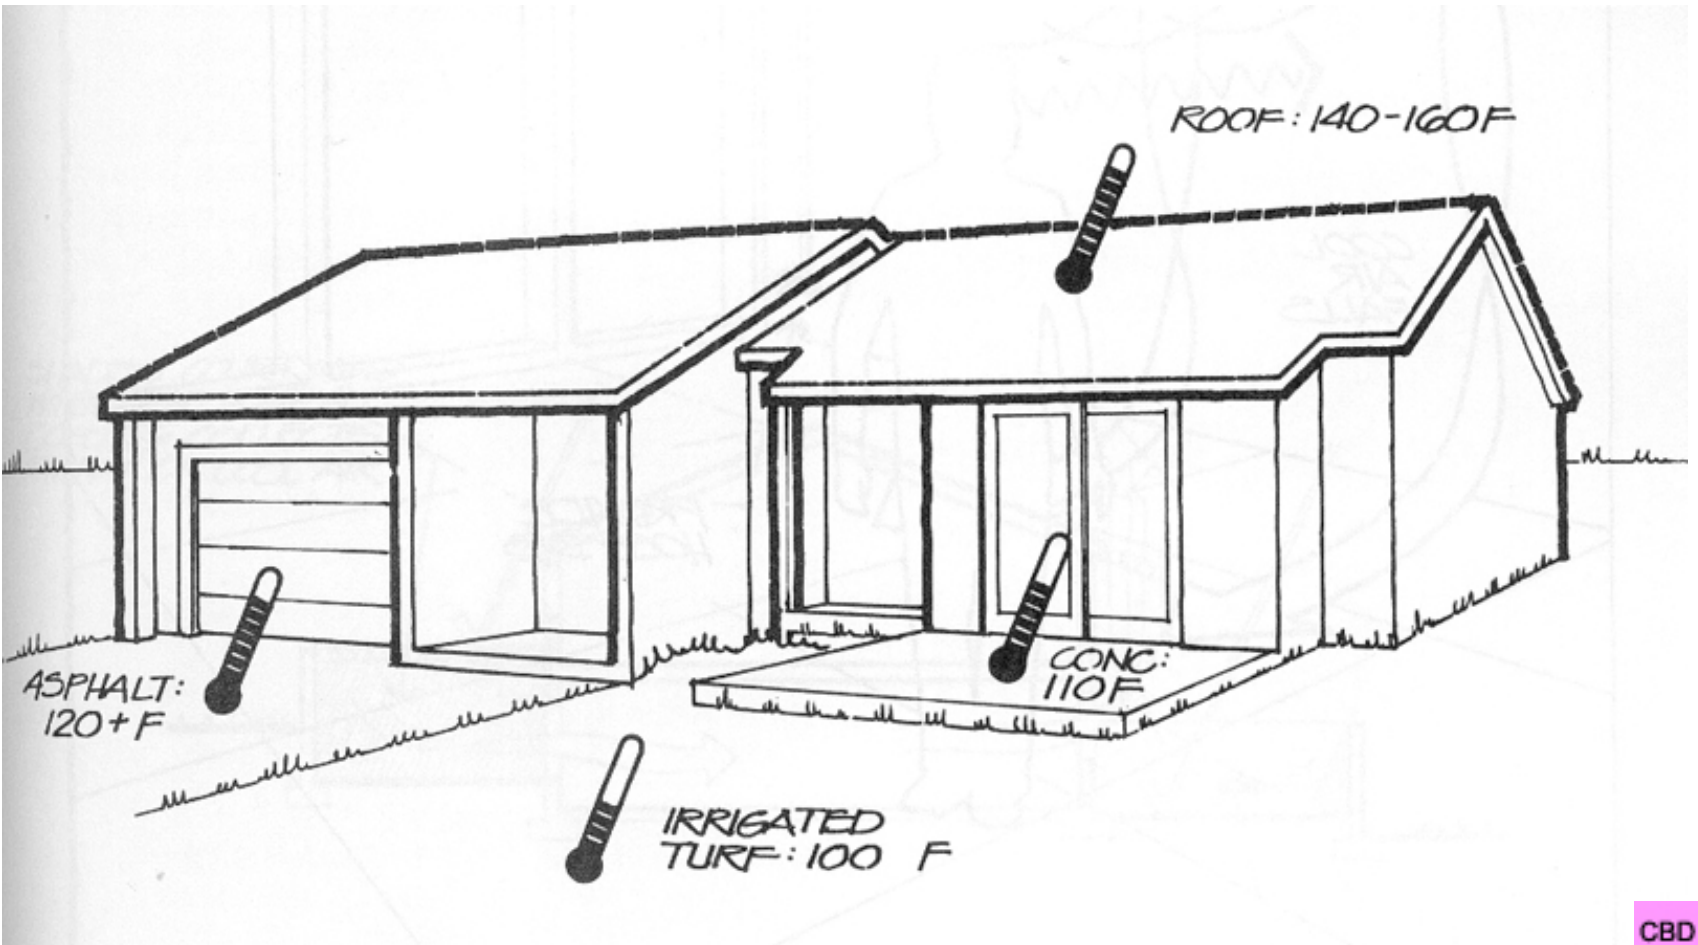 ROOF: 140-160F
ASPHALT:
120+F
CONC:
110F
IRRIGATED
TURF: 100 F
CBD